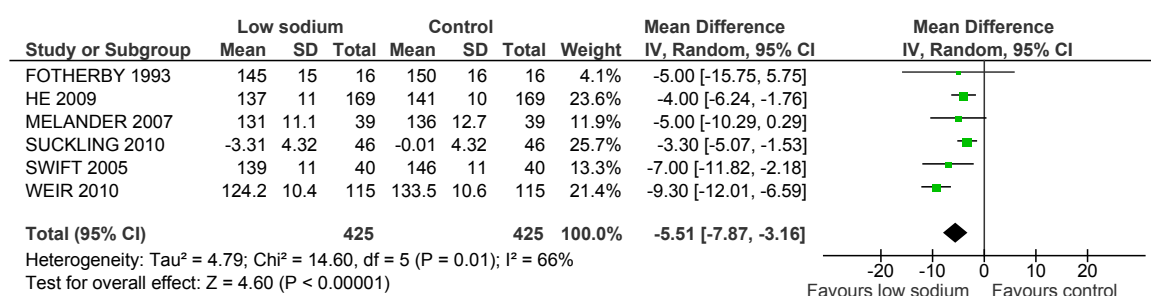 Low sodium Control Mean Difference Mean Difference
Study or Subgroup Mean SD Total Mean SD Total Weight IV, Random, 95% CI IV, Random, 95% CI
FOTHERBY 1993 145 15 16 150 16 16 4.1% -5.00 [-15.75, 5.75]
HE 2009 137 11 169 141 10 169 23.6% -4.00 [-6.24, -1.76]
MELANDER 2007 131 11.1 39 136 12.7 39 11.9% -5.00 [-10.29, 0.29]
SUCKLING 2010 -3.31 4.32 46 -0.01 4.32 46 25.7% -3.30 [-5.07, -1.53]
SWIFT 2005 139 11 40 146 11 40 13.3% -7.00 [-11.82, -2.18]
WEIR 2010 124.2 10.4 115 133.5 10.6 115 21.4% -9.30 [-12.01, -6.59]
Total (95% CI) 425 425 100.0% -5.51 [-7.87, -3.16]
Heterogeneity: Tau² = 4.79; Chi² = 14.60, df = 5 (P = 0.01); I² = 66%
Test for overall effect: Z = 4.60 (P < 0.00001)
-20 -10 0 10 20
Favours low sodium Favours control